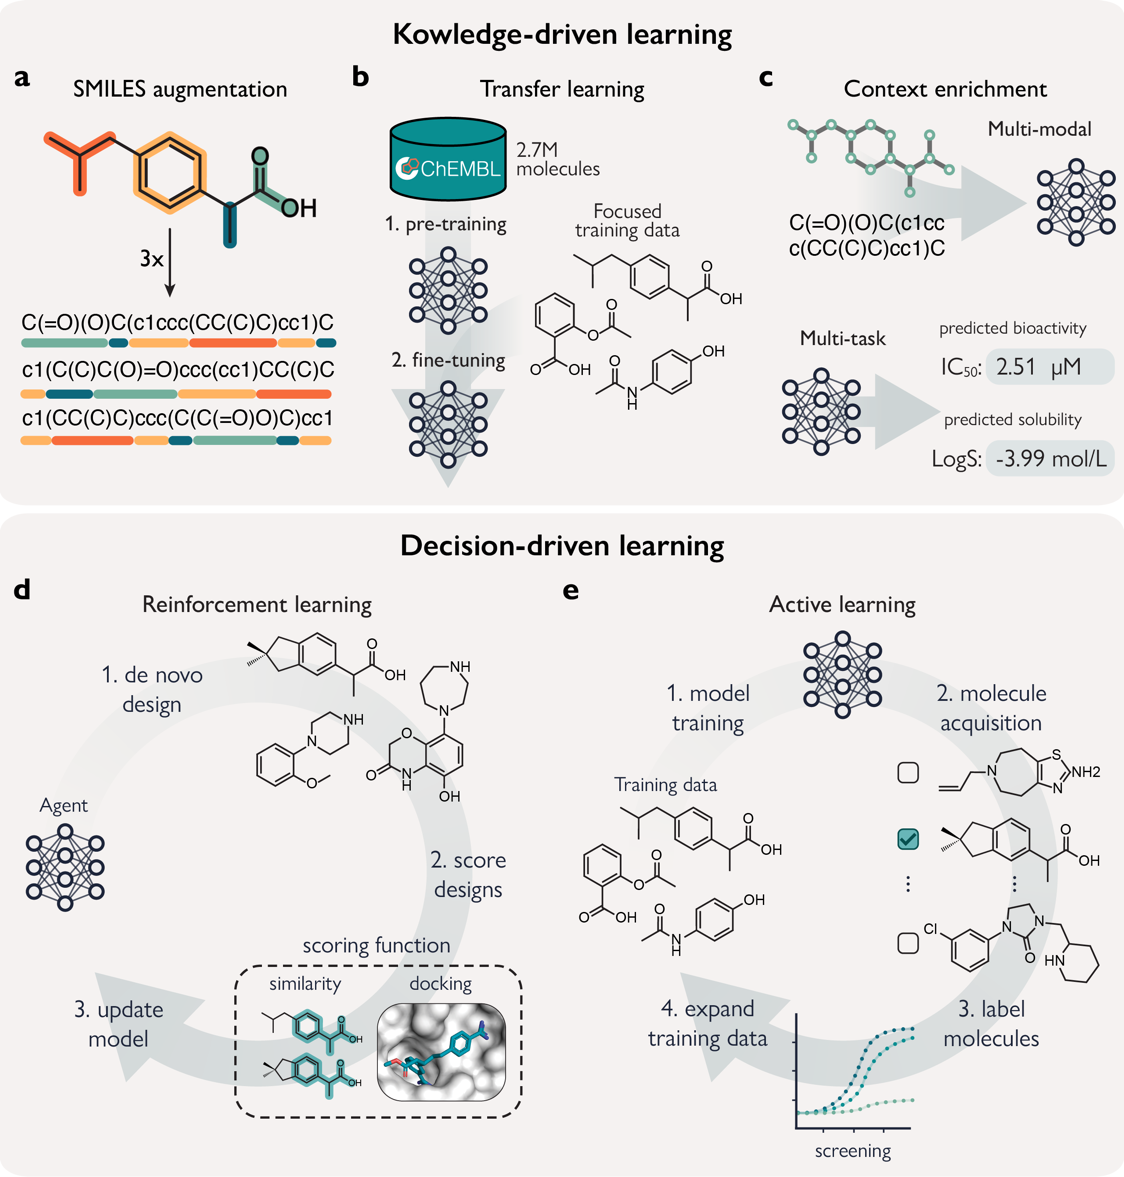 Kowledge-driven learning
a
SMILES augmentation
OH
O
3x
C(=O)(O)C(c1ccc(CC(C)C)cc1)C
c1(C(C)C(O)=O)ccc(cc1)CC(C)C
c1(CC(C)C)ccc(C(C(=O)O)C)cc1
b
Transfer learning
ChEMBL
2.7M
molecules
1. pre-training
2. fine-tuning
Focused
training data
O
OH
O
O
O
OH
OH
O
N
H
c
Context enrichment
Multi-modal
C(=O)(O)C(c1cc
c(CC(C)C)cc1)C
Multi-task
predicted bioactivity
IC50: 2.51 µM
predicted solubility
LogS: -3.99 mol/L
Decision-driven learning
d
Reinforcement learning
1. de novo
design
O
OH
NH
N
O
NH
N
O
O
N
H
OH
Agent
2. score
designs
scoring function
similarity
docking
O
OH
O
OH
3. update
model
e
Active learning
1. model
training
2. molecule
acquisition
Training data
O
OH
O
O
O
OH
OH
O
N
H
N
S
N
NH2
O
OH
Cl
N
N
O
HN
3. label
molecules
4. expand
training data
screening